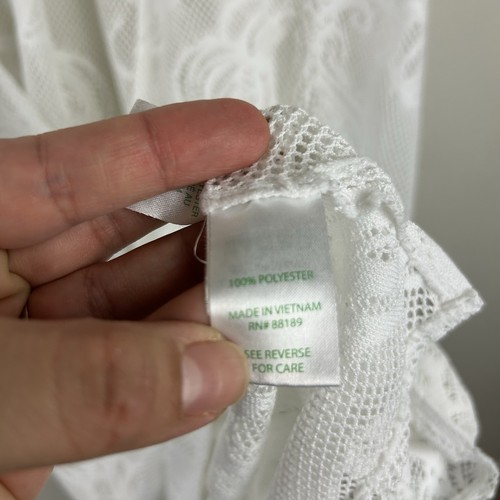 100% POLYESTER
MADE IN VIETNAM
RN# 88189
SEE REVERSE
FOR CARE